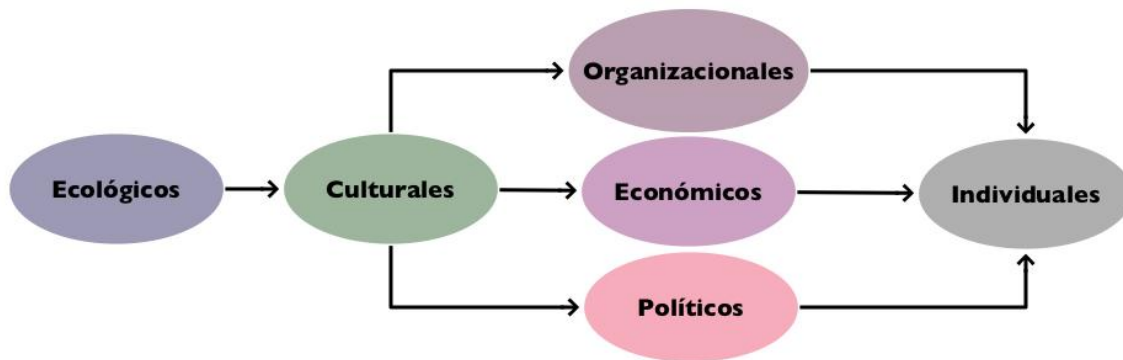 Organizacionales
Ecológicos
Culturales
Económicos
Individuales
Políticos